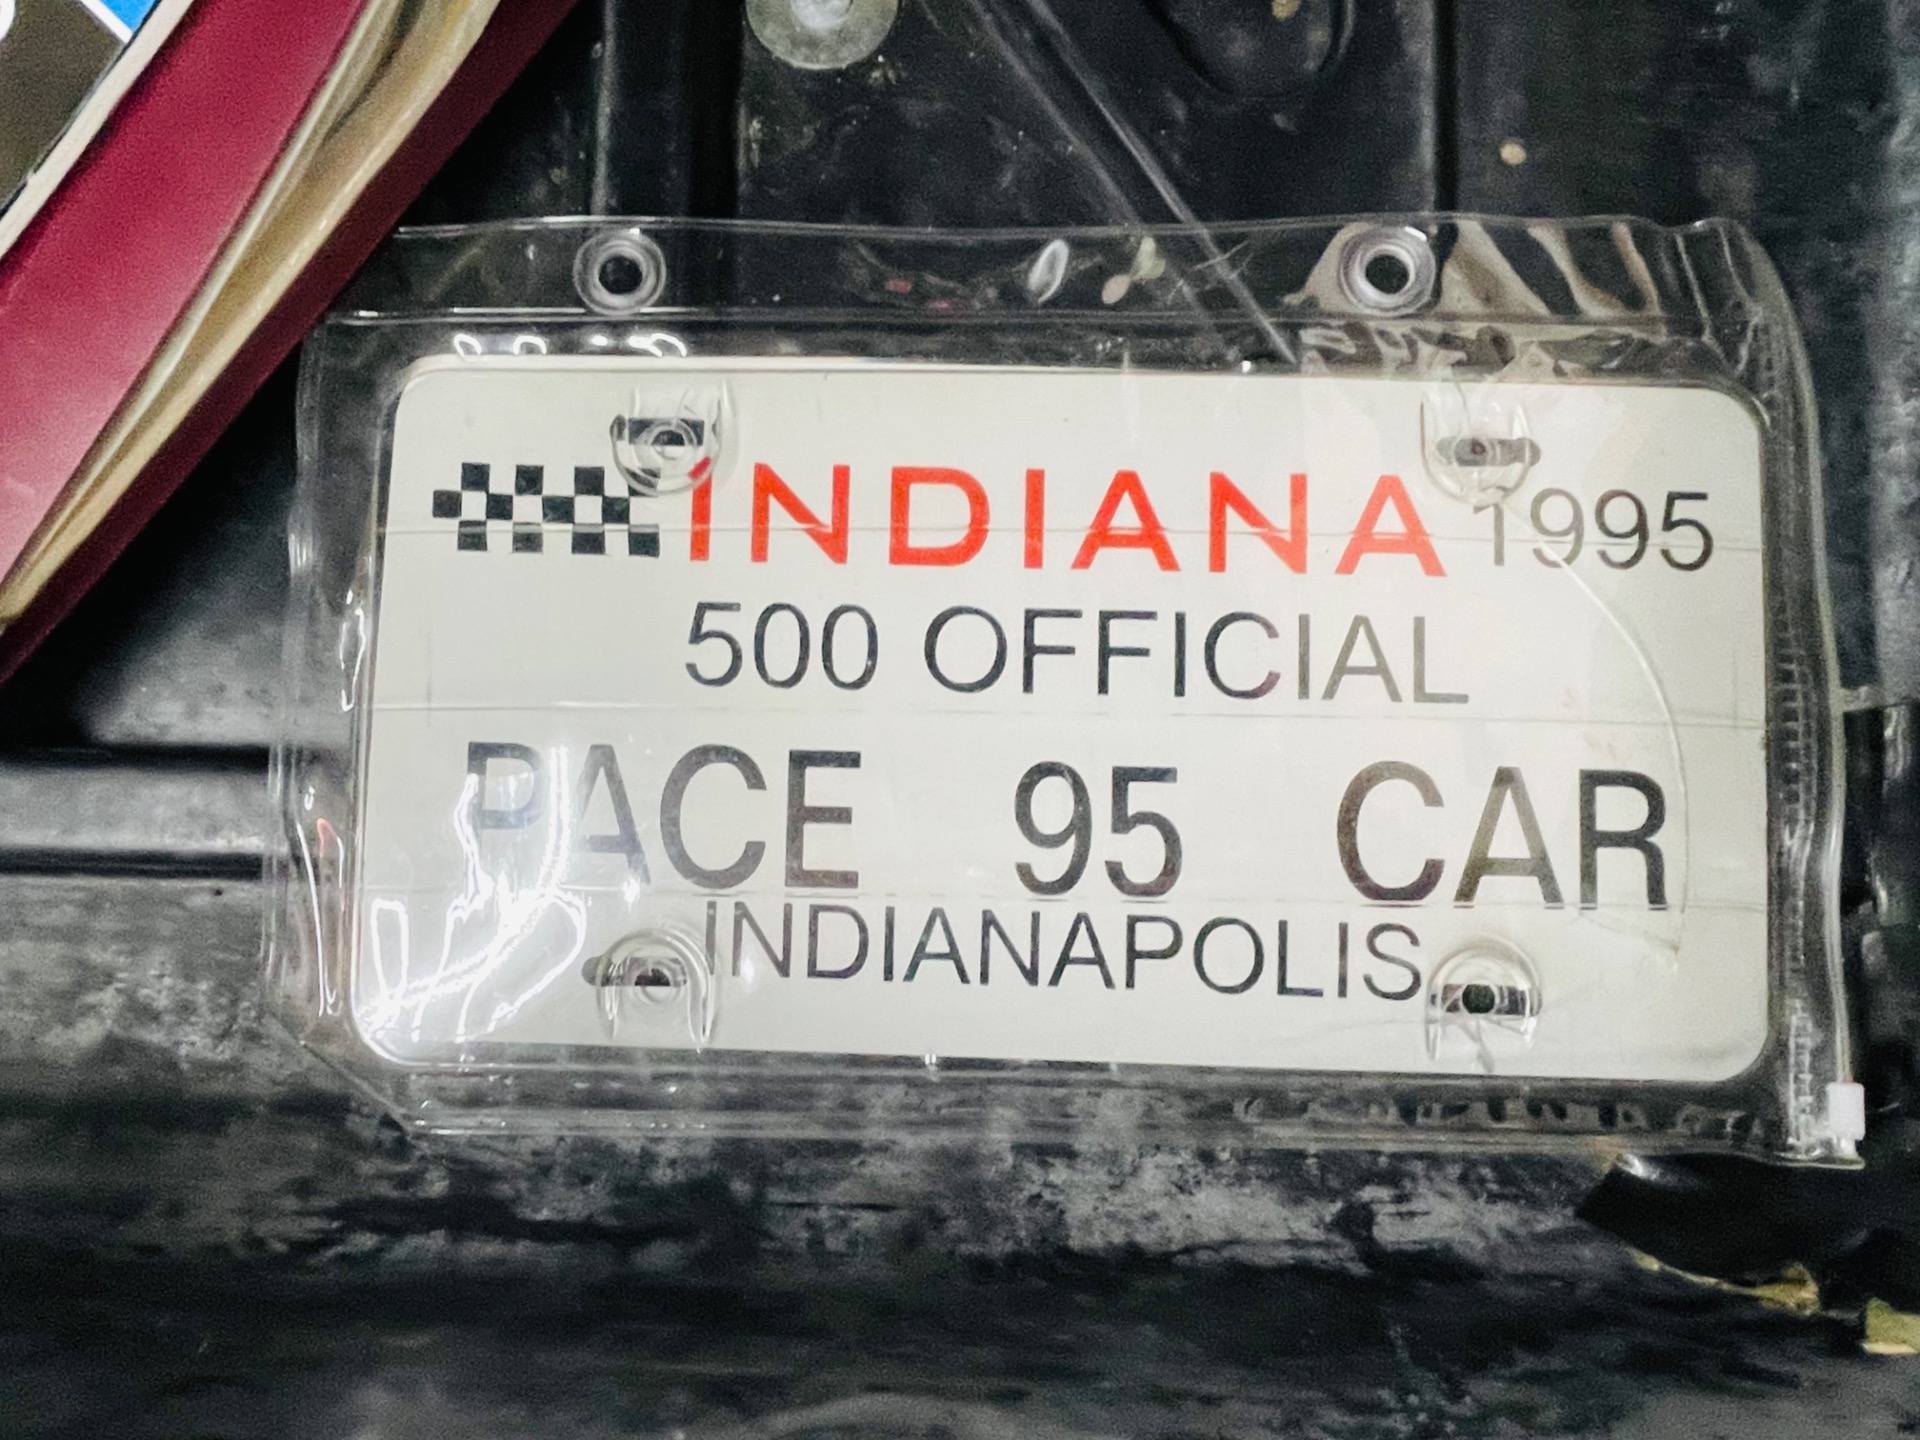 INDIANA 1995
500 OFFICIAL
PACE 95 CAR
INDIANAPOLIS